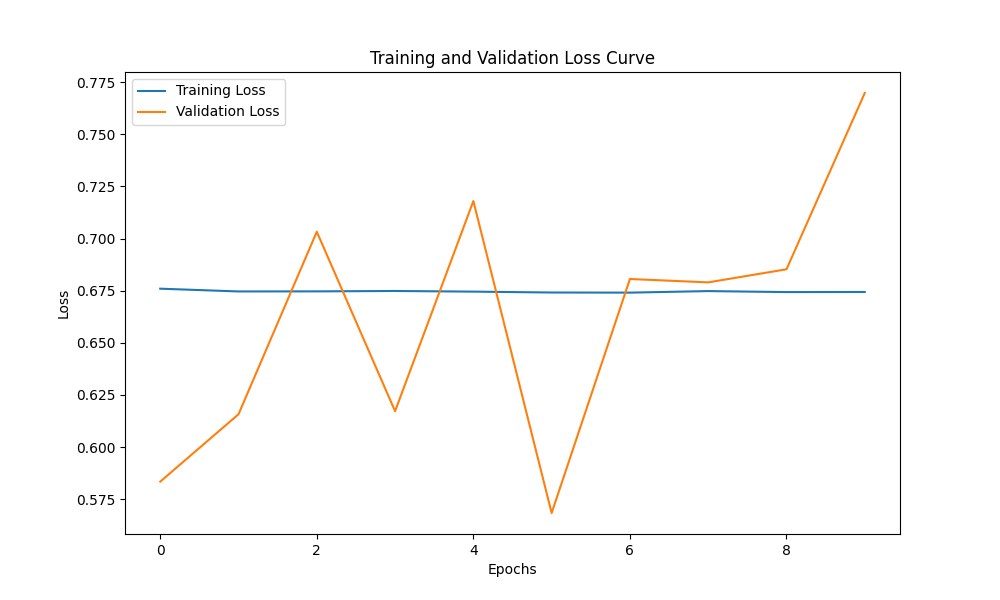 Training and Validation Loss Curve
Training Loss
Validation Loss
0.775
0.750
0.725
0.700
0.675
0.650
0.625
0.600
0.575
Loss
0 2 4 6 8
Epochs